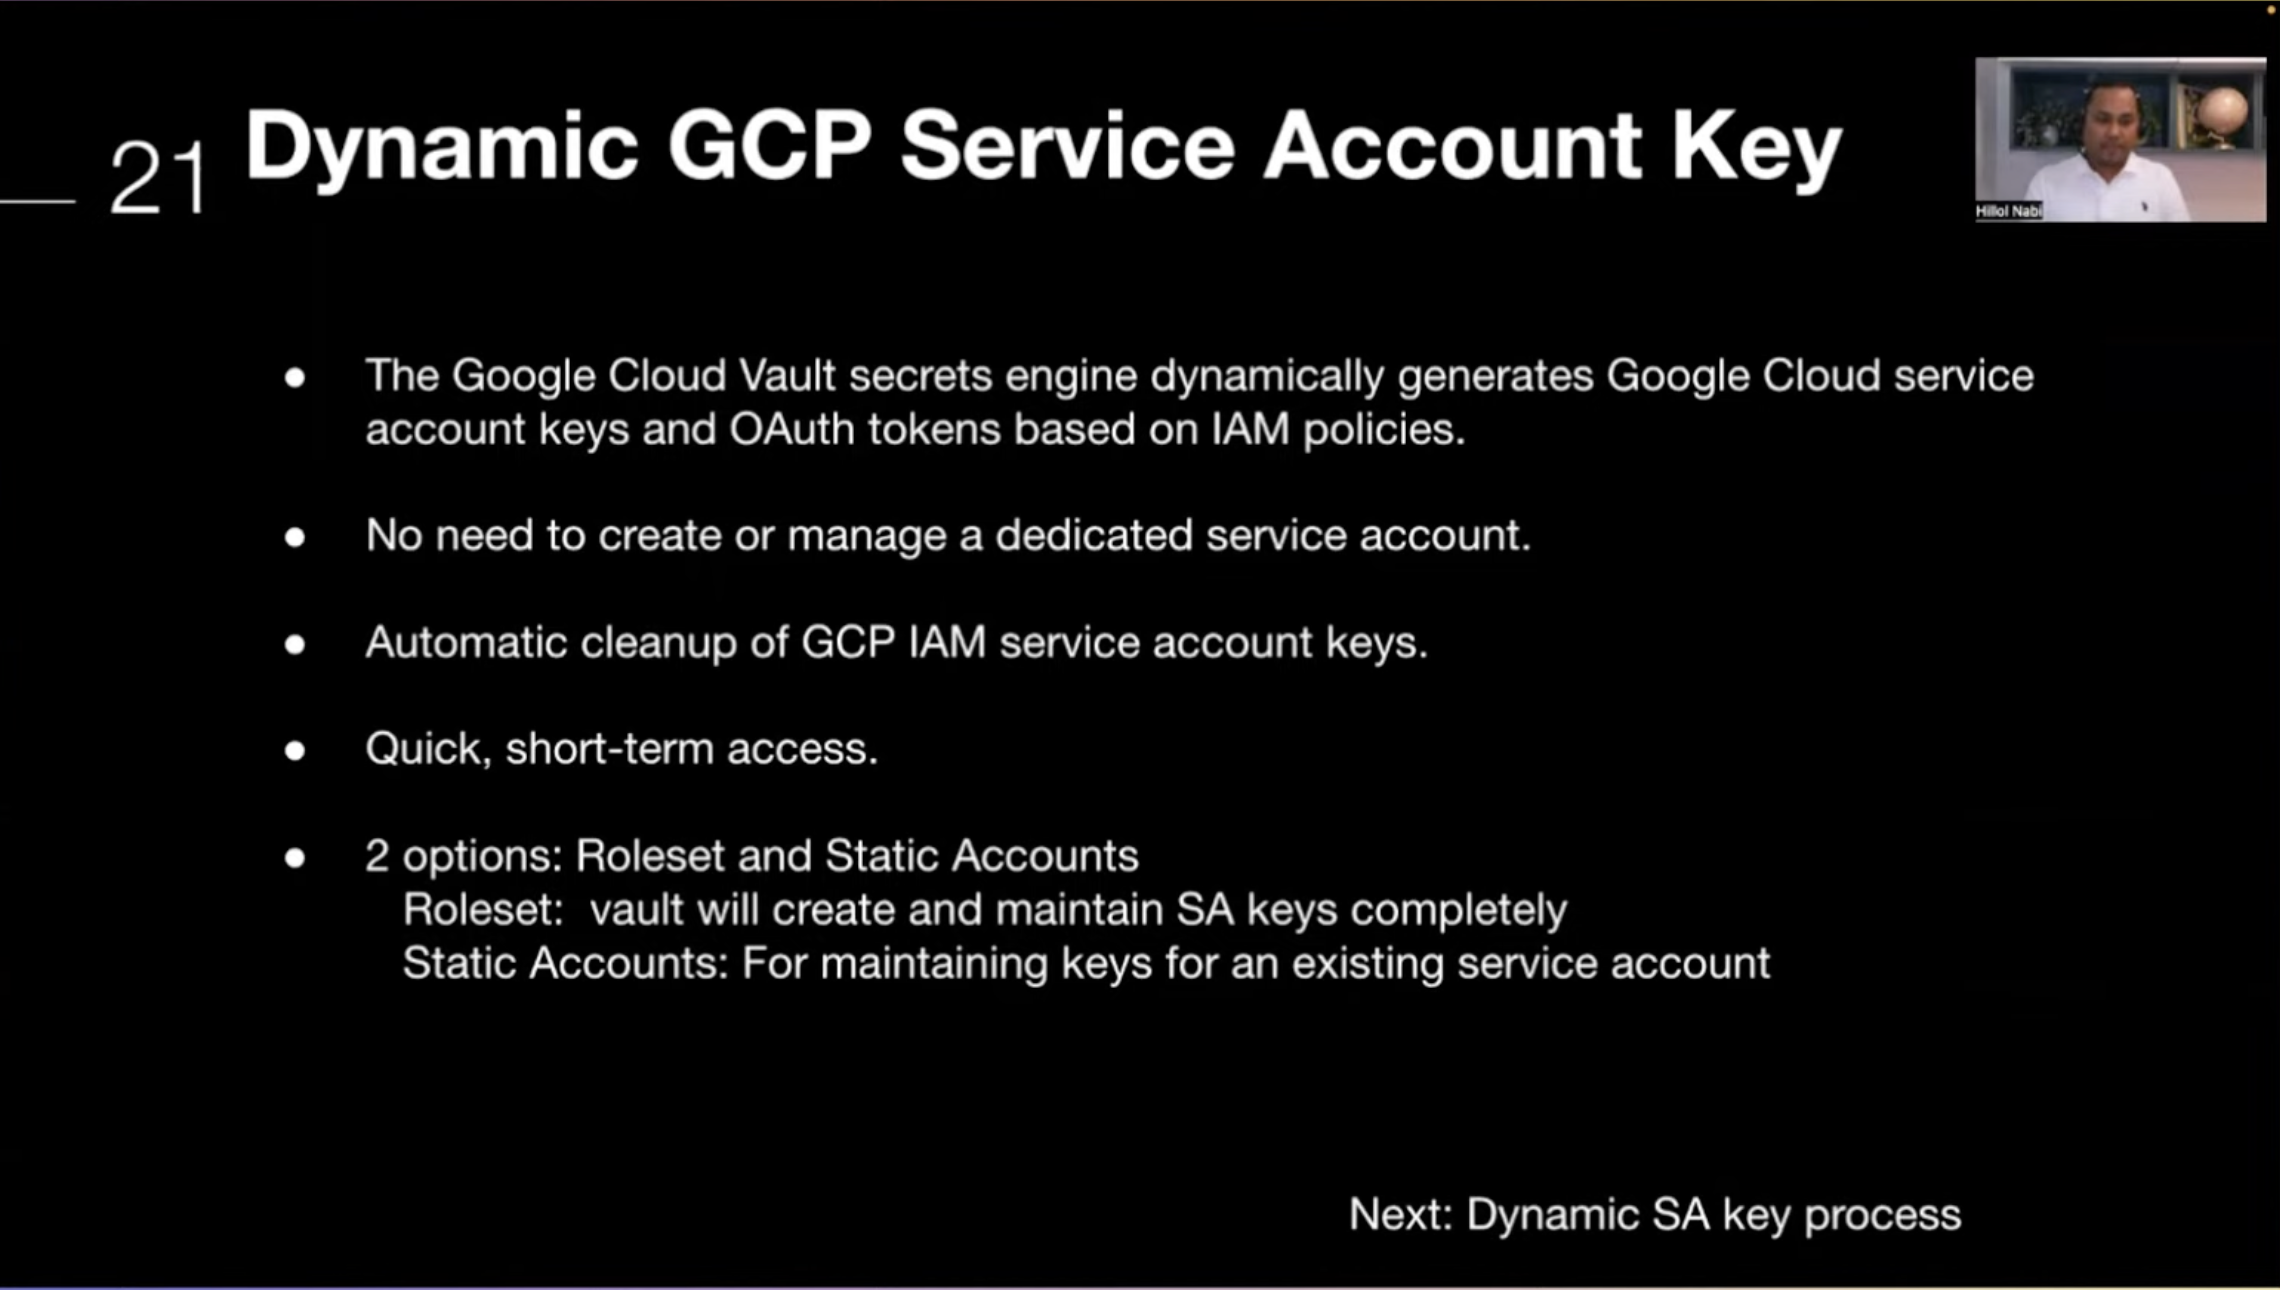 21 Dynamic GCP Service Account Key
Hillol Nabi
● The Google Cloud Vault secrets engine dynamically generates Google Cloud service
account keys and OAuth tokens based on IAM policies.
● No need to create or manage a dedicated service account.
● Automatic cleanup of GCP IAM service account keys.
● Quick, short-term access.
● 2 options: Roleset and Static Accounts
Roleset: vault will create and maintain SA keys completely
Static Accounts: For maintaining keys for an existing service account
Next: Dynamic SA key process